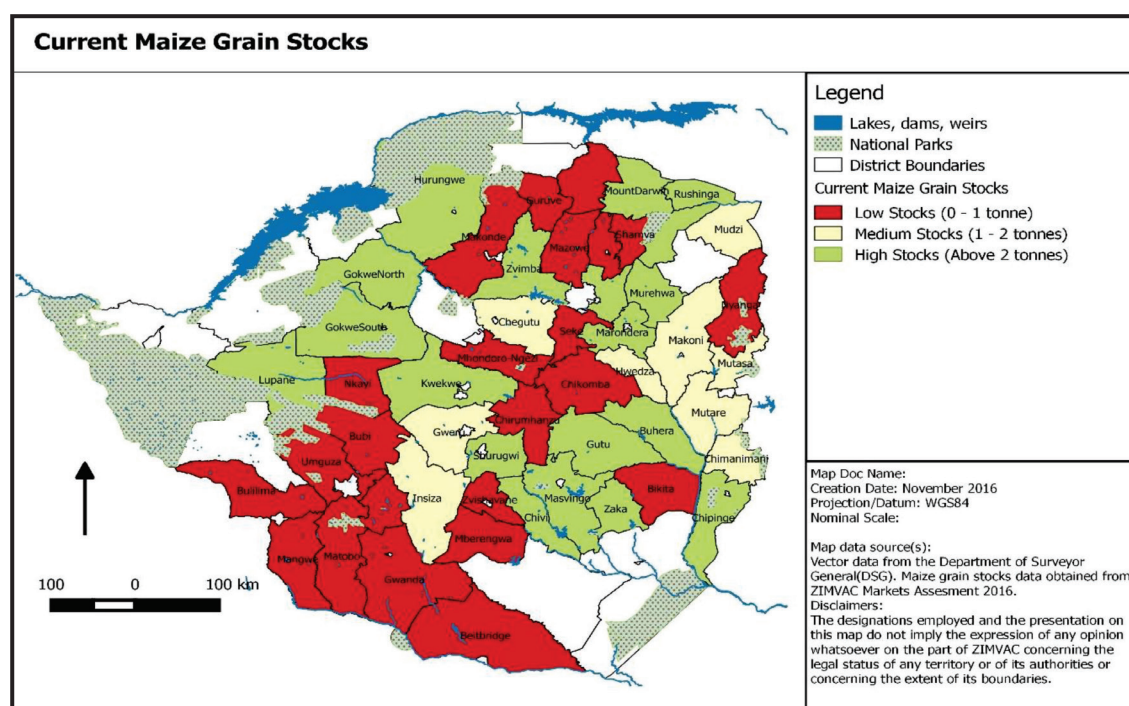 Current Maize Grain Stocks
Legend
Lakes, dams, weirs
National Parks
District Boundaries
Current Maize Grain Stocks
Low Stocks (0 - 1 tonne)
Medium Stocks (1 - 2 tonnes)
High Stocks (Above 2 tonnes)
Hurungwe
MountDarwin
Rushinga
Guruve
Makonde
Mazowe
Shamva
Mudzi
Zvimba
GokweNorth
Murehwa
Nyanga
Chegutu
GokweSouth
Seke
Marondera
Makoni
Mhondoro-Ngezi
Hwedza
Mutasa
Lupane
Nkayi
Kwekwe
Chikomba
Chirumhanzu
Mutare
Bubi
Gweru
Gutu
Buhera
Umguza
Shurugwi
Chimanimani
Bulilima
Insiza
Zvishavane
Masvingo
Bikita
Chivi
Zaka
Chipinge
Mberengwa
Mangwe
Matobo
Gwanda
Beitbridge
100 0 100 km
Map Doc Name:
Creation Date: November 2016
Projection/Datum: WGS84
Nominal Scale:
Map data source(s):
Vector data from the Department of Surveyor
General(DSG). Maize grain stocks data obtained from
ZIMVAC Markets Assesment 2016.
Disclaimers:
The designations employed and the presentation on
this map do not imply the expression of any opinion
whatsoever on the part of ZIMVAC concerning the
legal status of any territory or of its authorities or
concerning the extent of its boundaries.